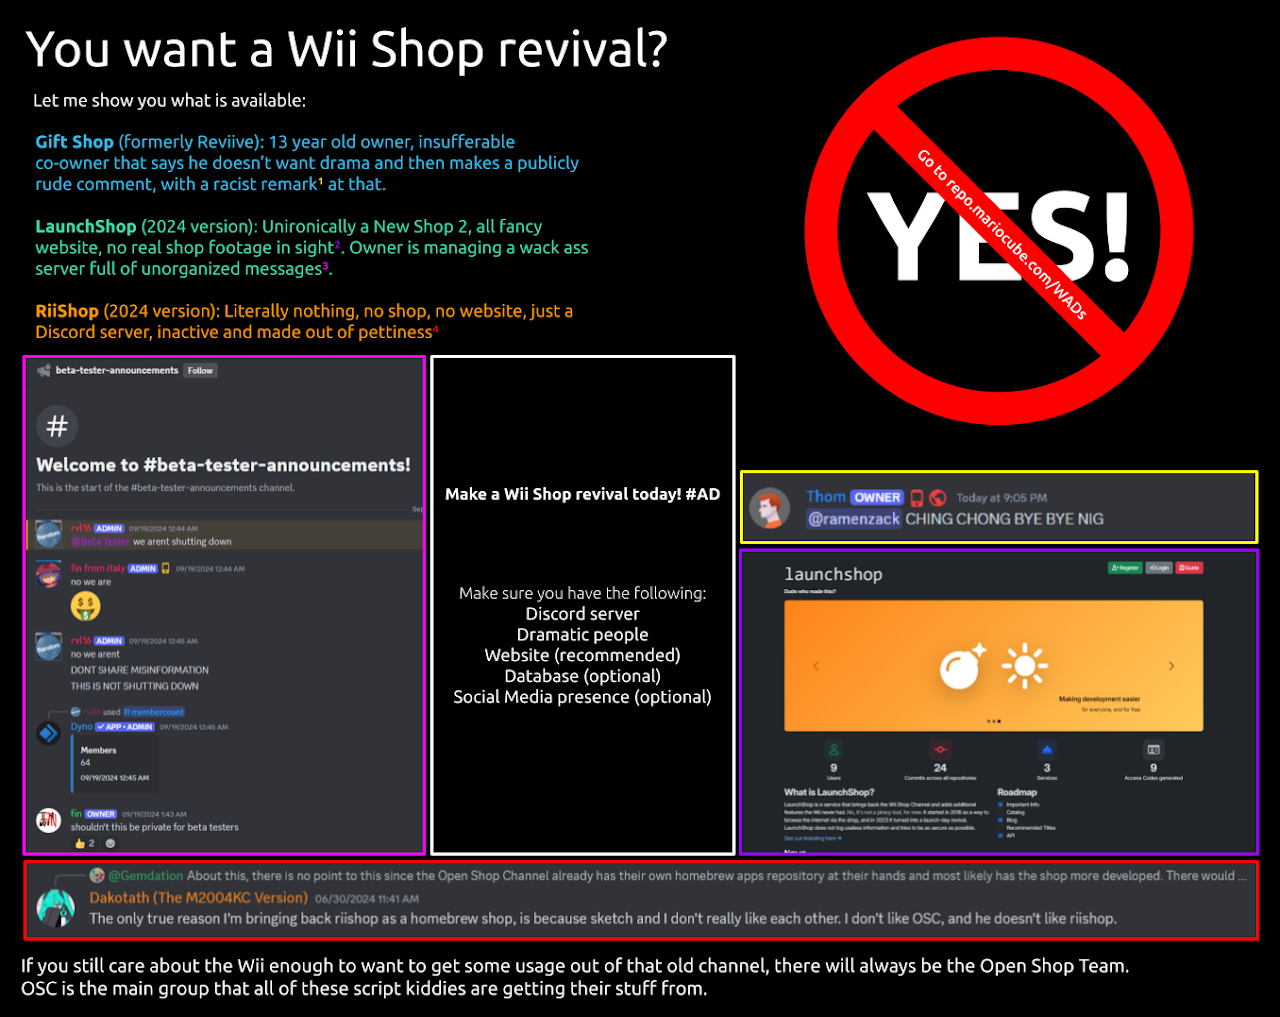 You want a Wii Shop revival?
Let me show you what is available:
Gift Shop (formerly Reviive): 13 year old owner, insufferable
co-owner that says he doesn't want drama and then makes a publicly
rude comment, with a racist remark¹ at that.
LaunchShop (2024 version): Unironically a New Shop 2, all fancy
website, no real shop footage in sight². Owner is managing a wack ass
server full of unorganized messages³.
RiiShop (2024 version): Literally nothing, no shop, no website, just a
Discord server, inactive and made out of pettiness⁴
YES!
Go to repo.mariocube.com/WADs
beta-tester-announcements Follow
#
Welcome to #beta-tester-announcements!
This is the start of the #beta-tester-announcements channel.
Sep
Random
rvl16 ADMIN 09/19/2024 12:44 AM
@Beta Tester we arent shutting down
fin from italy ADMIN 09/19/2024 12:44 AM
no we are
Random
rvl16 ADMIN 09/19/2024 12:45 AM
no we arent
DONT SHARE MISINFORMATION
THIS IS NOT SHUTTING DOWN
rvl16 used membercount
Dyno ✓ APP • ADMIN 09/19/2024 12:45 AM
Members
64
09/19/2024 12:45 AM
fin OWNER 09/19/2024 1:43 AM
shouldn't this be private for beta testers
2
Make a Wii Shop revival today! #AD
Make sure you have the following:
Discord server
Dramatic people
Website (recommended)
Database (optional)
Social Media presence (optional)
Thom OWNER Today at 9:05 PM
@ramenzack CHING CHONG BYE BYE NIG
launchshop
Dude who made this?
Register Login Guide
Making development easier
for everyone, and for free
9
Users
24
Commits across all repositories
3
Services
9
Access Codes generated
What is LaunchShop?
LaunchShop is a service that brings back the Wii Shop Channel and adds additional
features the Wii never had. No, it's not a piracy tool, for now. It started in 2016 as a way to
browse the internet via the shop, and in 2023 it turned into a launch-day revival.
LaunchShop does not log useless information and tries to be as secure as possible.
See our branding here →
Roadmap
Important Info
Catalog
Blog
Recommended Titles
API
News
@Gemdation About this, there is no point to this since the Open Shop Channel already has their own homebrew apps repository at their hands and most likely has the shop more developed. There would ...
Dakotath (The M2004KC Version) 06/30/2024 11:41 AM
The only true reason I'm bringing back riishop as a homebrew shop, is because sketch and I don't really like each other. I don't like OSC, and he doesn't like riishop.
If you still care about the Wii enough to want to get some usage out of that old channel, there will always be the Open Shop Team.
OSC is the main group that all of these script kiddies are getting their stuff from.